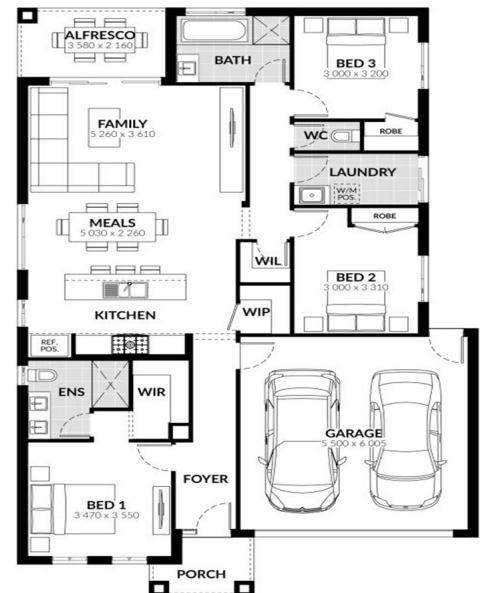 ALFRESCO
3 580 x 2 160
BATH
BED 3
3 000 x 3 200
FAMILY
5 260 x 3 610
WC
ROBE
LAUNDRY
W/M
POS.
MEALS
5 030 x 2 260
ROBE
WIL
BED 2
3 000 x 3 310
KITCHEN
WIP
REF.
POS.
ENS
WIR
GARAGE
5 500 x 6 005
FOYER
BED 1
3 470 x 3 550
PORCH